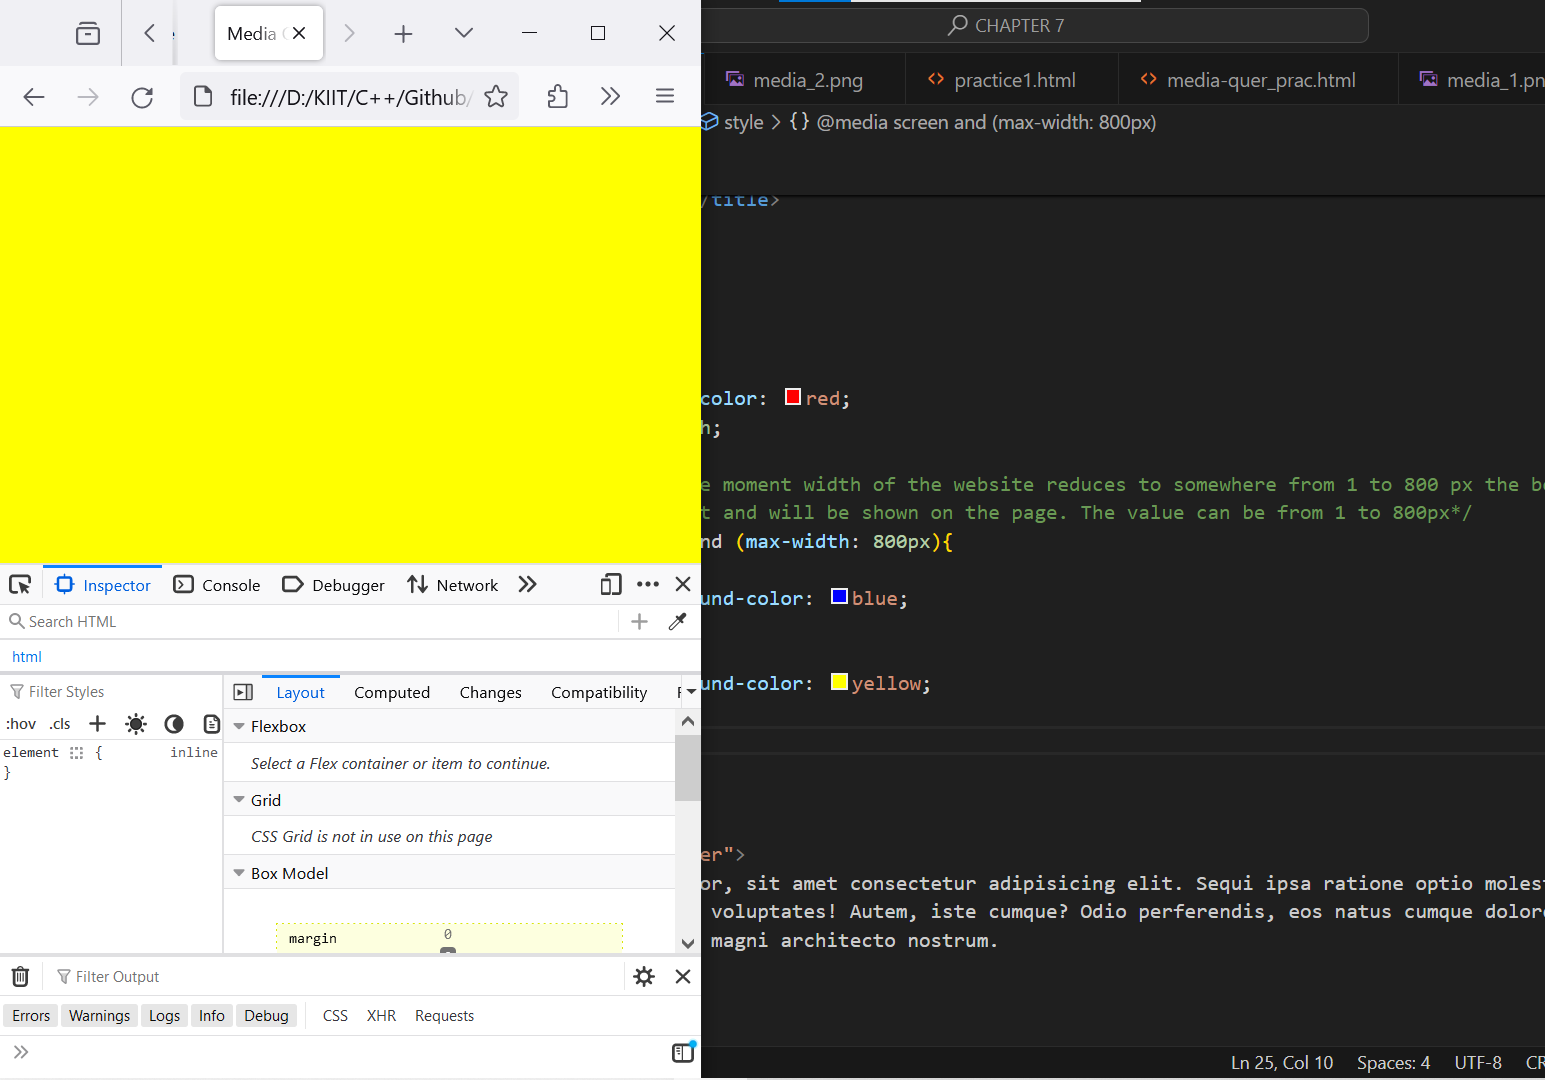 Media
file:///D:/KIIT/C++/Github/
Inspector
Console
Debugger
Network
Search HTML
html
Filter Styles
Layout
Computed
Changes
Compatibility
:hov .cls
element { inline
}
Flexbox
Select a Flex container or item to continue.
Grid
CSS Grid is not in use on this page
Box Model
margin 0
Filter Output
Errors Warnings Logs Info Debug CSS XHR Requests
CHAPTER 7
media_2.png
practice1.html
media-quer_prac.html
media_1.pn
style > {} @media screen and (max-width: 800px)
/title>
color: red;
h;
e moment width of the website reduces to somewhere from 1 to 800 px the bo
t and will be shown on the page. The value can be from 1 to 800px*/
nd (max-width: 800px){
und-color: blue;
und-color: yellow;
er">
or, sit amet consectetur adipisicing elit. Sequi ipsa ratione optio molest
voluptates! Autem, iste cumque? Odio perferendis, eos natus cumque dolor
magni architecto nostrum.
Ln 25, Col 10 Spaces: 4 UTF-8 CR